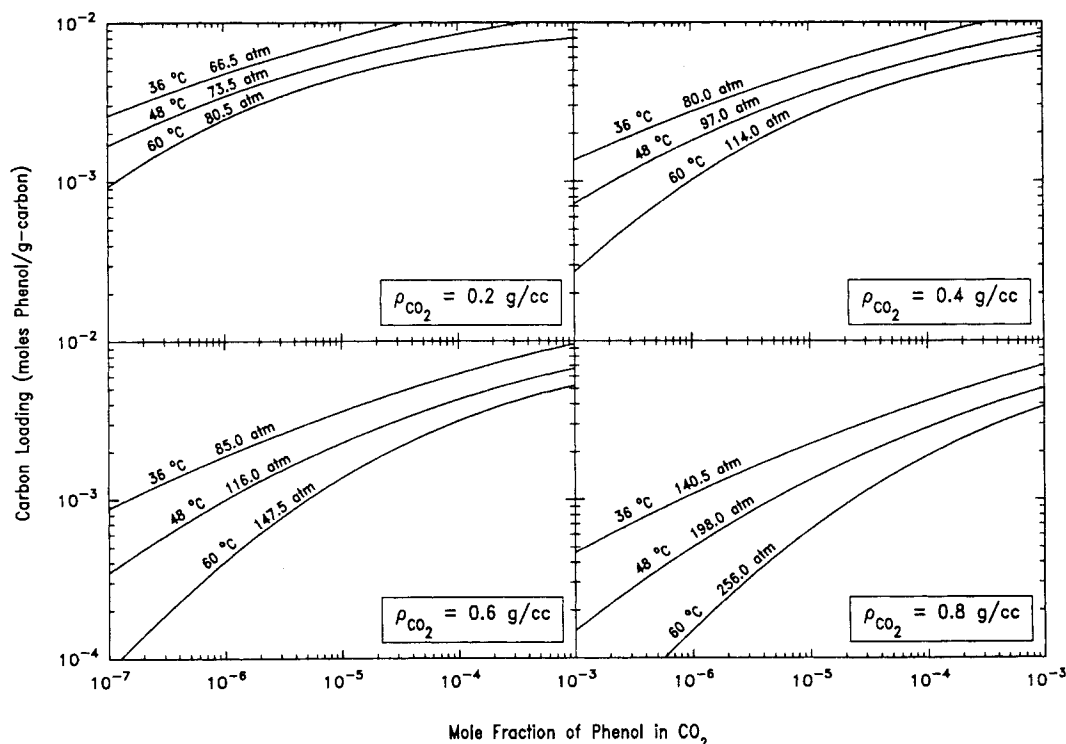 Carbon Loading (moles Phenol/g-carbon)
10⁻²
36 °C 66.5 atm
48 °C 73.5 atm
60 °C 80.5 atm
10⁻³
ρCO₂ = 0.2 g/cc
36 °C 80.0 atm
48 °C 97.0 atm
60 °C 114.0 atm
ρCO₂ = 0.4 g/cc
10⁻²
36 °C 85.0 atm
48 °C 116.0 atm
60 °C 147.5 atm
10⁻³
ρCO₂ = 0.6 g/cc
36 °C 140.5 atm
48 °C 198.0 atm
60 °C 256.0 atm
ρCO₂ = 0.8 g/cc
10⁻⁴
10⁻⁷ 10⁻⁶ 10⁻⁵ 10⁻⁴ 10⁻³ 10⁻⁶ 10⁻⁵ 10⁻⁴ 10⁻³
Mole Fraction of Phenol in CO₂